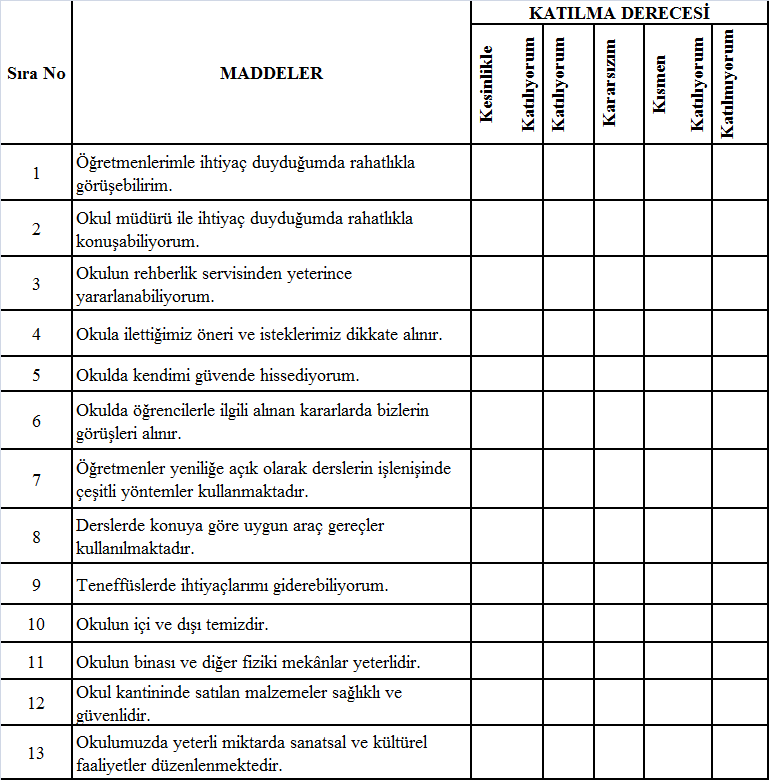 KATILMA DERECESİ
Sıra No
MADDELER
Kesinlikle
Katılıyorum
Katılıyorum
Kararsızım
Kısmen
Katılıyorum
Katılmıyorum
1
Öğretmenlerimle ihtiyaç duyduğumda rahatlıkla
görüşebilirim.
2
Okul müdürü ile ihtiyaç duyduğumda rahatlıkla
konuşabiliyorum.
3
Okulun rehberlik servisinden yeterince
yararlanabiliyorum.
4
Okula ilettiğimiz öneri ve isteklerimiz dikkate alınır.
5
Okulda kendimi güvende hissediyorum.
6
Okulda öğrencilerle ilgili alınan kararlarda bizlerin
görüşleri alınır.
7
Öğretmenler yeniliğe açık olarak derslerin işlenişinde
çeşitli yöntemler kullanmaktadır.
8
Derslerde konuya göre uygun araç gereçler
kullanılmaktadır.
9
Teneffüslerde ihtiyaçlarımı giderebiliyorum.
10
Okulun içi ve dışı temizdir.
11
Okulun binası ve diğer fiziki mekânlar yeterlidir.
12
Okul kantininde satılan malzemeler sağlıklı ve
güvenlidir.
13
Okulumuzda yeterli miktarda sanatsal ve kültürel
faaliyetler düzenlenmektedir.